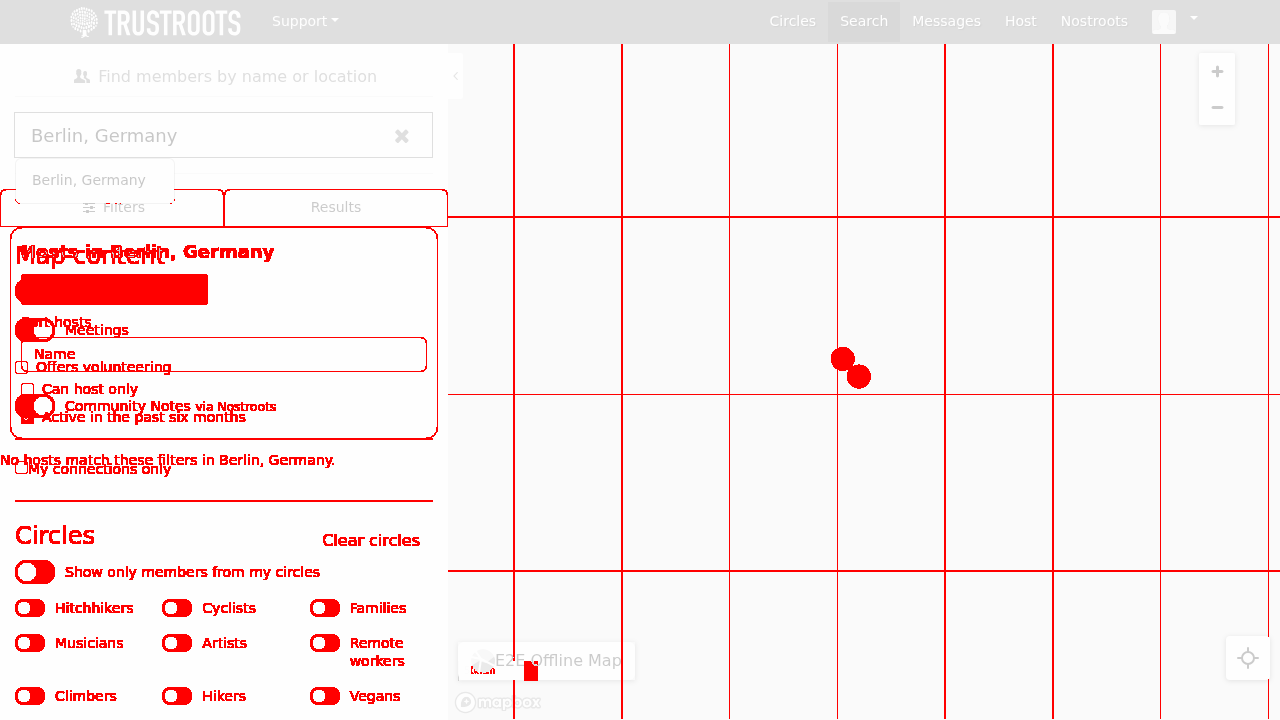 TRUSTROOTS Support Circles Search Messages Host Nostroots
Find members by name or location
Berlin, Germany
Berlin, Germany
Filters Results
Hosts in Berlin, Germany
Map content
Sort hosts
Meetings
Name
Offers volunteering
Can host only
Community Notes via Nostroots
Active in the past six months
No hosts match these filters in Berlin, Germany.
My connections only
Circles
Clear circles
Show only members from my circles
Hitchhikers Cyclists Families
Musicians Artists Remote workers
Climbers Hikers Vegans
E2E Offline Map
mapbox